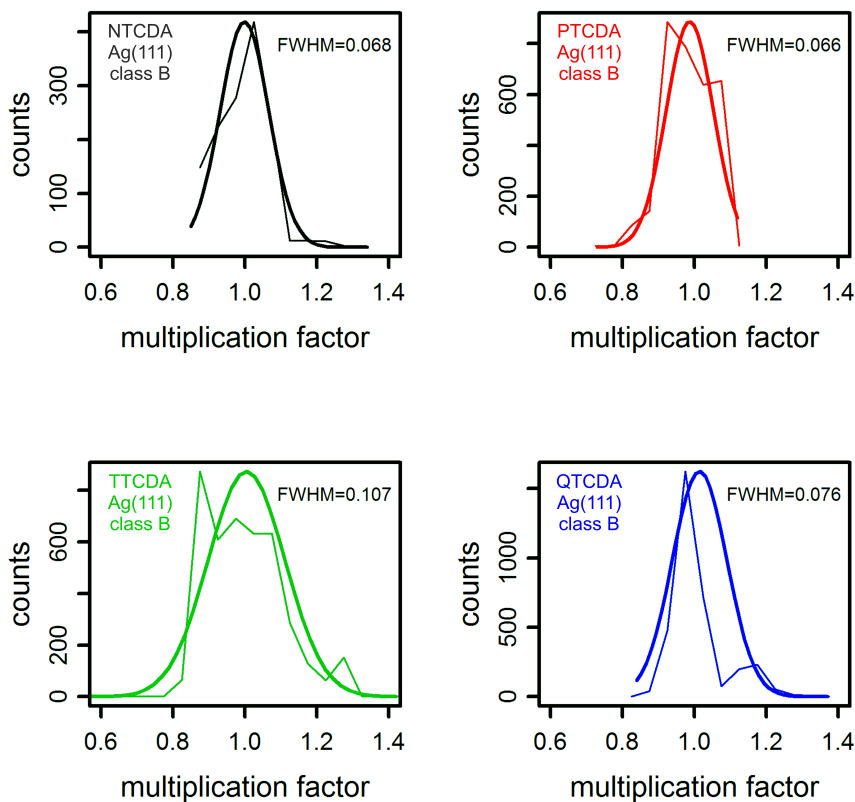 NTCDA
Ag(111)
class B
FWHM=0.068
counts
300
100
0
0.6 0.8 1.0 1.2 1.4
multiplication factor
PTCDA
Ag(111)
class B
FWHM=0.066
counts
600
200
0
0.6 0.8 1.0 1.2 1.4
multiplication factor
TTCDA
Ag(111)
class B
FWHM=0.107
counts
600
200
0
0.6 0.8 1.0 1.2 1.4
multiplication factor
QTCDA
Ag(111)
class B
FWHM=0.076
counts
1000
500
0
0.6 0.8 1.0 1.2 1.4
multiplication factor